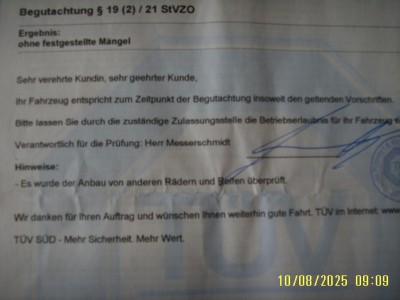 Begutachtung § 19 (2) / 21 StVZO
Ergebnis:
ohne festgestellte Mängel
Sehr verehrte Kundin, sehr geehrter Kunde,
Ihr Fahrzeug entspricht zum Zeitpunkt der Begutachtung insoweit den geltenden Vorschriften.
Bitte lassen Sie durch die zuständige Zulassungsstelle die Betriebserlaubnis für Ihr Fahrzeug
Verantwortlich für die Prüfung: Herr Messerschmidt
Hinweise:
- Es wurde der Anbau von anderen Rädern und Reifen überprüft.
Wir danken für Ihren Auftrag und wünschen Ihnen weiterhin gute Fahrt. TÜV im Internet: www
TÜV SÜD - Mehr Sicherheit. Mehr Wert.
TÜV
10/08/2025 09:09